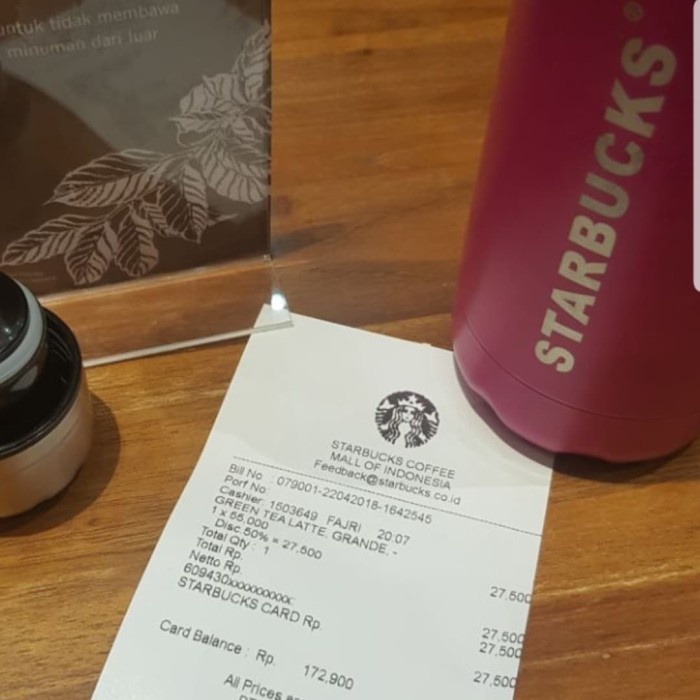 untuk tidak membawa
minuman dari luar
STARBUCKS®
STARBUCKS COFFEE
MALL OF INDONESIA
Feedback@starbucks.co.id
Bill No : 079001-22042018-1642545
Porf No :
Cashier: 1503649 FAJRI 20:07
GREEN TEA LATTE, GRANDE, -
1 x 55,000 27,500
Disc.50% = 27,500
Total Qty : 1
Total Rp. 27,500
Netto Rp. 27,500
609430xxxxxxxxxx
STARBUCKS CARD Rp 27,500
Card Balance : Rp. 172,900
All Prices